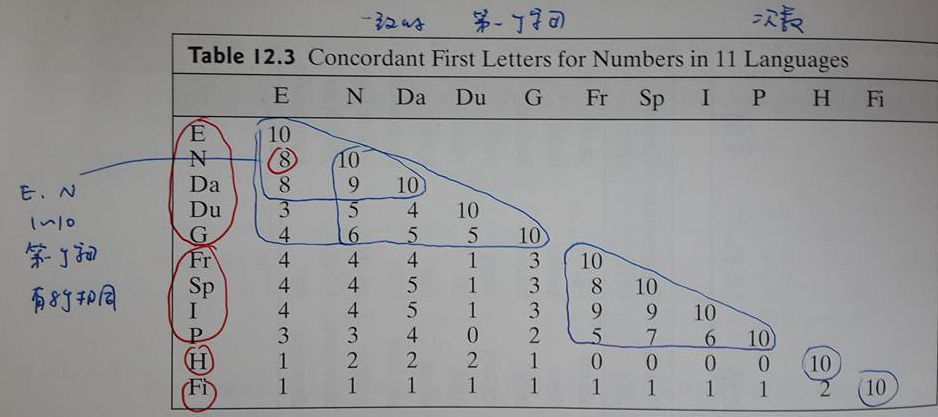 一致的 第一个字母 次数
Table 12.3 Concordant First Letters for Numbers in 11 Languages
E N Da Du G Fr Sp I P H Fi
E 10
N 8 10
Da 8 9 10
Du 3 5 4 10
G 4 6 5 5 10
Fr 4 4 4 1 3 10
Sp 4 4 5 1 3 8 10
I 4 4 5 1 3 9 9 10
P 3 3 4 0 2 5 7 6 10
H 1 2 2 2 1 0 0 0 0 10
Fi 1 1 1 1 1 1 1 1 1 2 10
E. N
1~10
第一个
有8个相同